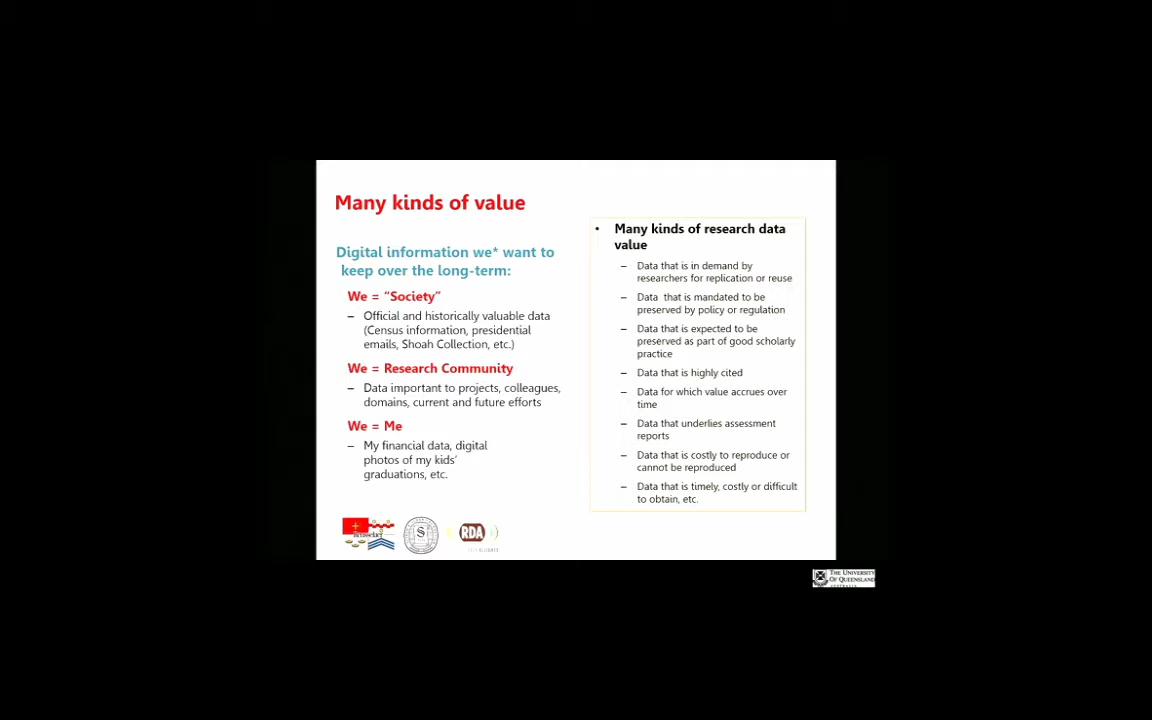 Many kinds of value
Digital information we* want to
keep over the long-term:
We = “Society”
– Official and historically valuable data
(Census information, presidential
emails, Shoah Collection, etc.)
We = Research Community
– Data important to projects, colleagues,
domains, current and future efforts
We = Me
– My financial data, digital
photos of my kids’
graduations, etc.
• Many kinds of research data
value
– Data that is in demand by
researchers for replication or reuse
– Data that is mandated to be
preserved by policy or regulation
– Data that is expected to be
preserved as part of good scholarly
practice
– Data that is highly cited
– Data for which value accrues over
time
– Data that underlies assessment
reports
– Data that is costly to reproduce or
cannot be reproduced
– Data that is timely, costly or difficult
to obtain, etc.
Rensselaer
RDA
THE UNIVERSITY
OF QUEENSLAND
AUSTRALIA